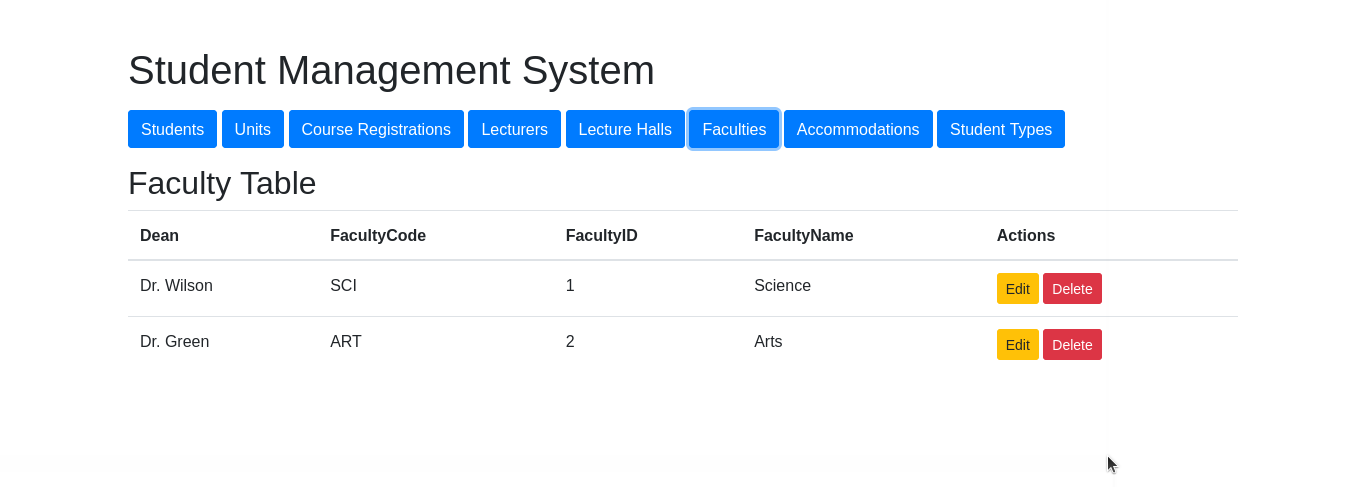 Student Management System
Students Units Course Registrations Lecturers Lecture Halls Faculties Accommodations Student Types
Faculty Table
Dean FacultyCode FacultyID FacultyName Actions
Dr. Wilson SCI 1 Science Edit Delete
Dr. Green ART 2 Arts Edit Delete